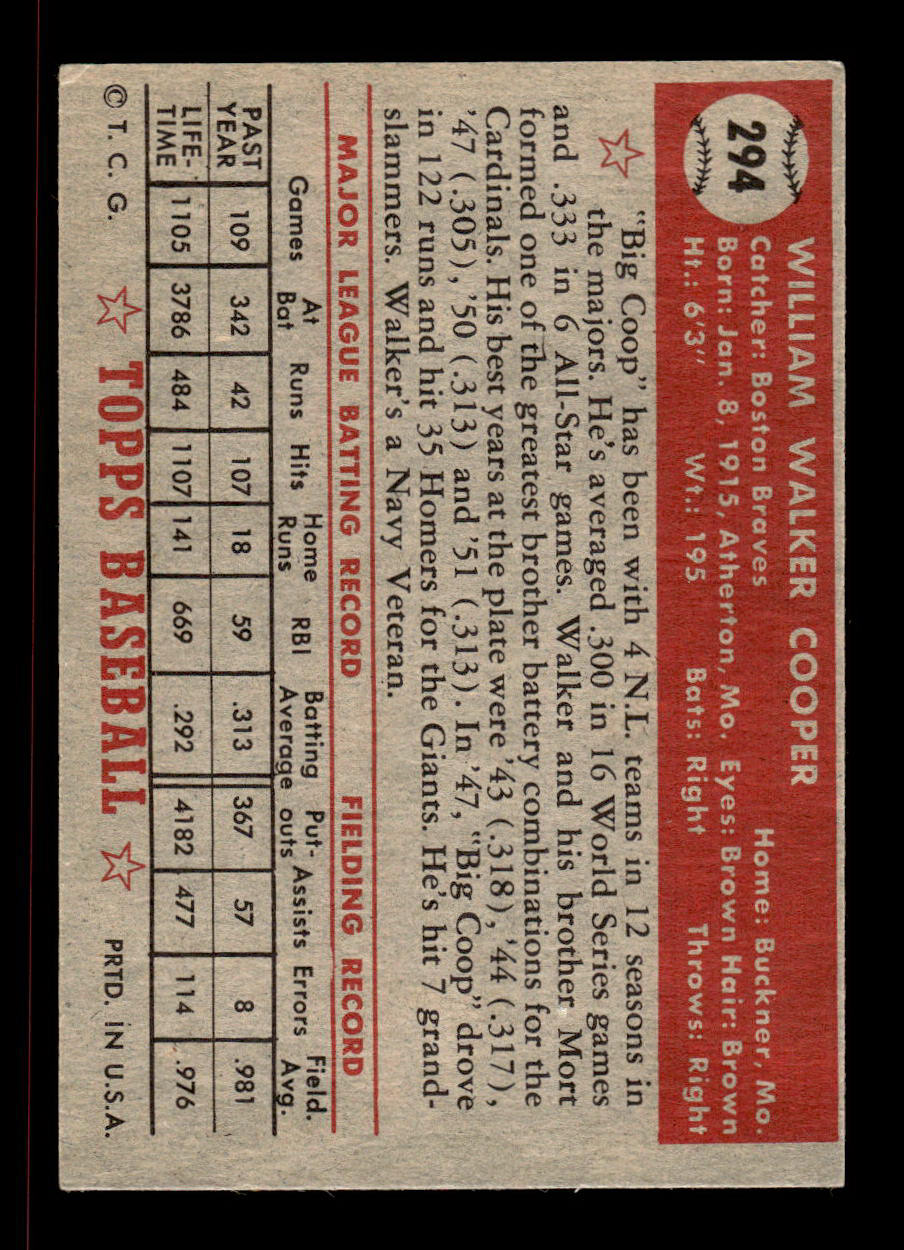 294
WILLIAM WALKER COOPER
Catcher: Boston Braves Home: Buckner, Mo.
Born: Jan. 8, 1915, Atherton, Mo. Eyes: Brown Hair: Brown
Ht.: 6'3" Wt.: 195 Bats: Right Throws: Right
"Big Coop" has been with 4 N.L. teams in 12 seasons in
the majors. He's averaged .300 in 16 World Series games
and .333 in 6 All-Star games. Walker and his brother Mort
formed one of the greatest brother battery combinations for the
Cardinals. His best years at the plate were '43 (.318), '44 (.317),
'47 (.305), '50 (.313) and '51 (.313). In '47, "Big Coop" drove
in 122 runs and hit 35 Homers for the Giants. He's hit 7 grand-
slammers. Walker's a Navy Veteran.
MAJOR LEAGUE BATTING RECORD FIELDING RECORD
Games At Bat Runs Hits Home Runs RBI Batting Average Put-outs Assists Errors Field. Avg.
PAST YEAR 109 342 42 107 18 59 .313 367 57 8 .981
LIFE-TIME 1105 3786 484 1107 141 669 .292 4182 477 114 .976
© T. C. G. TOPPS BASEBALL PRTD. IN U.S.A.